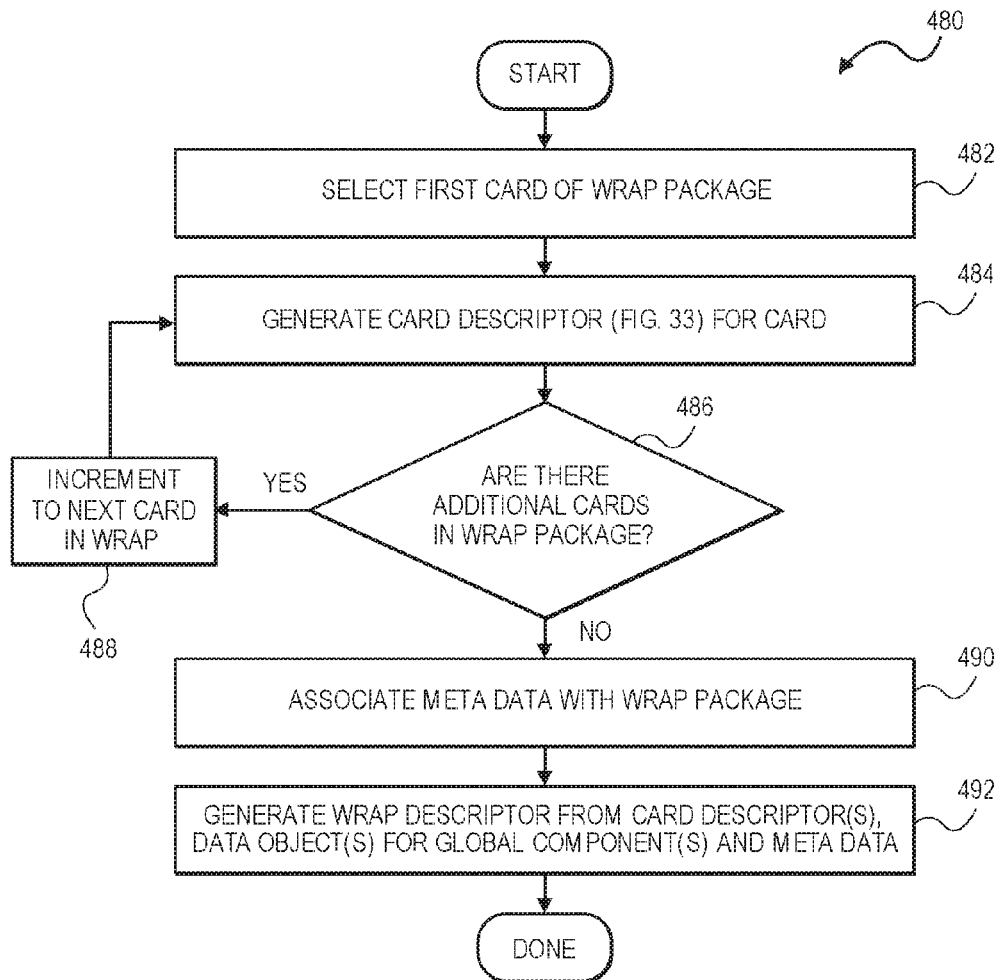 480
START
482
SELECT FIRST CARD OF WRAP PACKAGE
484
GENERATE CARD DESCRIPTOR (FIG. 33) FOR CARD
486
ARE THERE
ADDITIONAL CARDS
IN WRAP PACKAGE?
YES
INCREMENT
TO NEXT CARD
IN WRAP
488
NO
490
ASSOCIATE META DATA WITH WRAP PACKAGE
492
GENERATE WRAP DESCRIPTOR FROM CARD DESCRIPTOR(S),
DATA OBJECT(S) FOR GLOBAL COMPONENT(S) AND META DATA
DONE